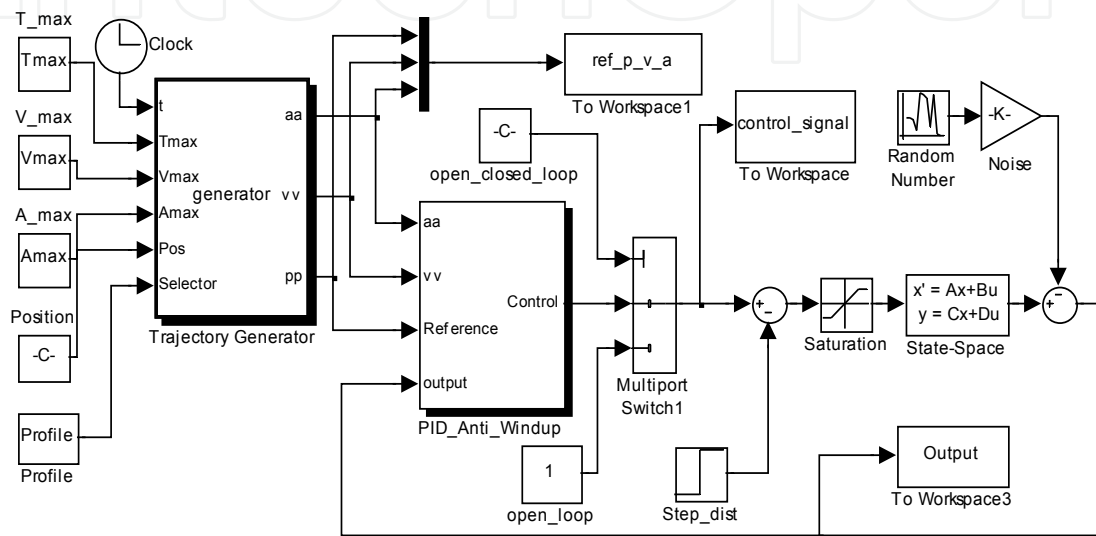 T_max
Tmax
Clock
V_max
Vmax
A_max
Amax
Position
-C-
Profile
Profile
t
Tmax
Vmax
Amax
Pos
Selector
generator
aa
vv
pp
Trajectory Generator
ref_p_v_a
To Workspace1
-C-
open_closed_loop
control_signal
To Workspace
Random
Number
-K-
Noise
aa
vv
Reference
output
Control
PID_Anti_Windup
Multiport
Switch1
1
open_loop
Step_dist
Saturation
x' = Ax+Bu
y = Cx+Du
State-Space
Output
To Workspace3